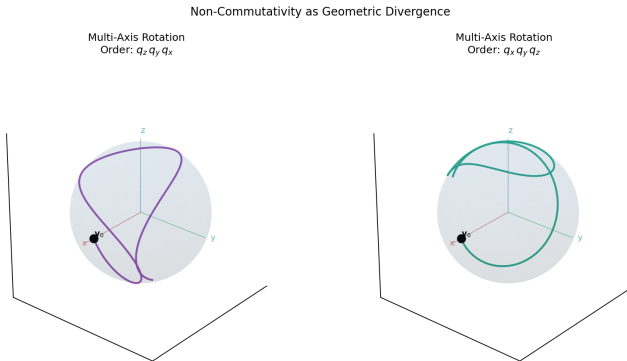 Non-Commutativity as Geometric Divergence
Multi-Axis Rotation
Order: q_z q_y q_x
Multi-Axis Rotation
Order: q_x q_y q_z
z
y
x
v₀
z
y
x
v₀